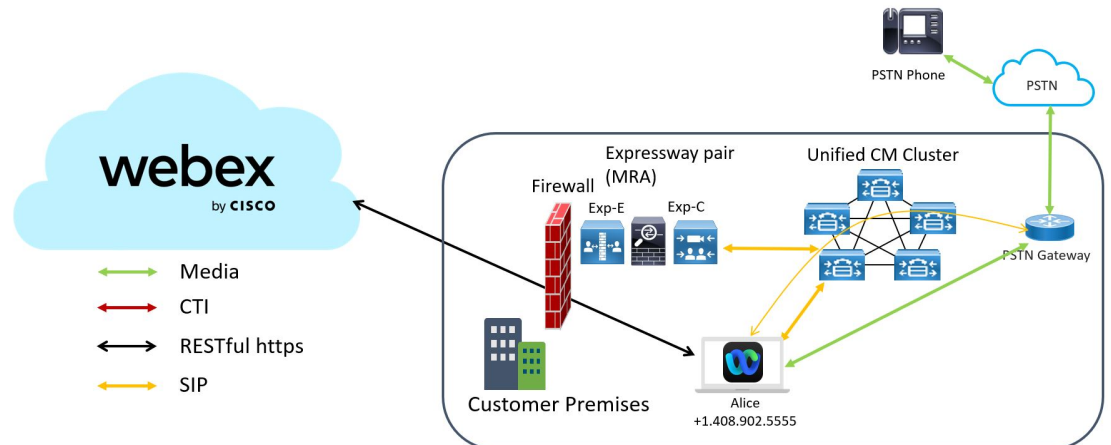 PSTN Phone
PSTN
webex
by CISCO
Expressway pair
(MRA)
Unified CM Cluster
Firewall
Exp-E
Exp-C
PSTN Gateway
Media
CTI
RESTful https
SIP
Customer Premises
Alice
+1.408.902.5555